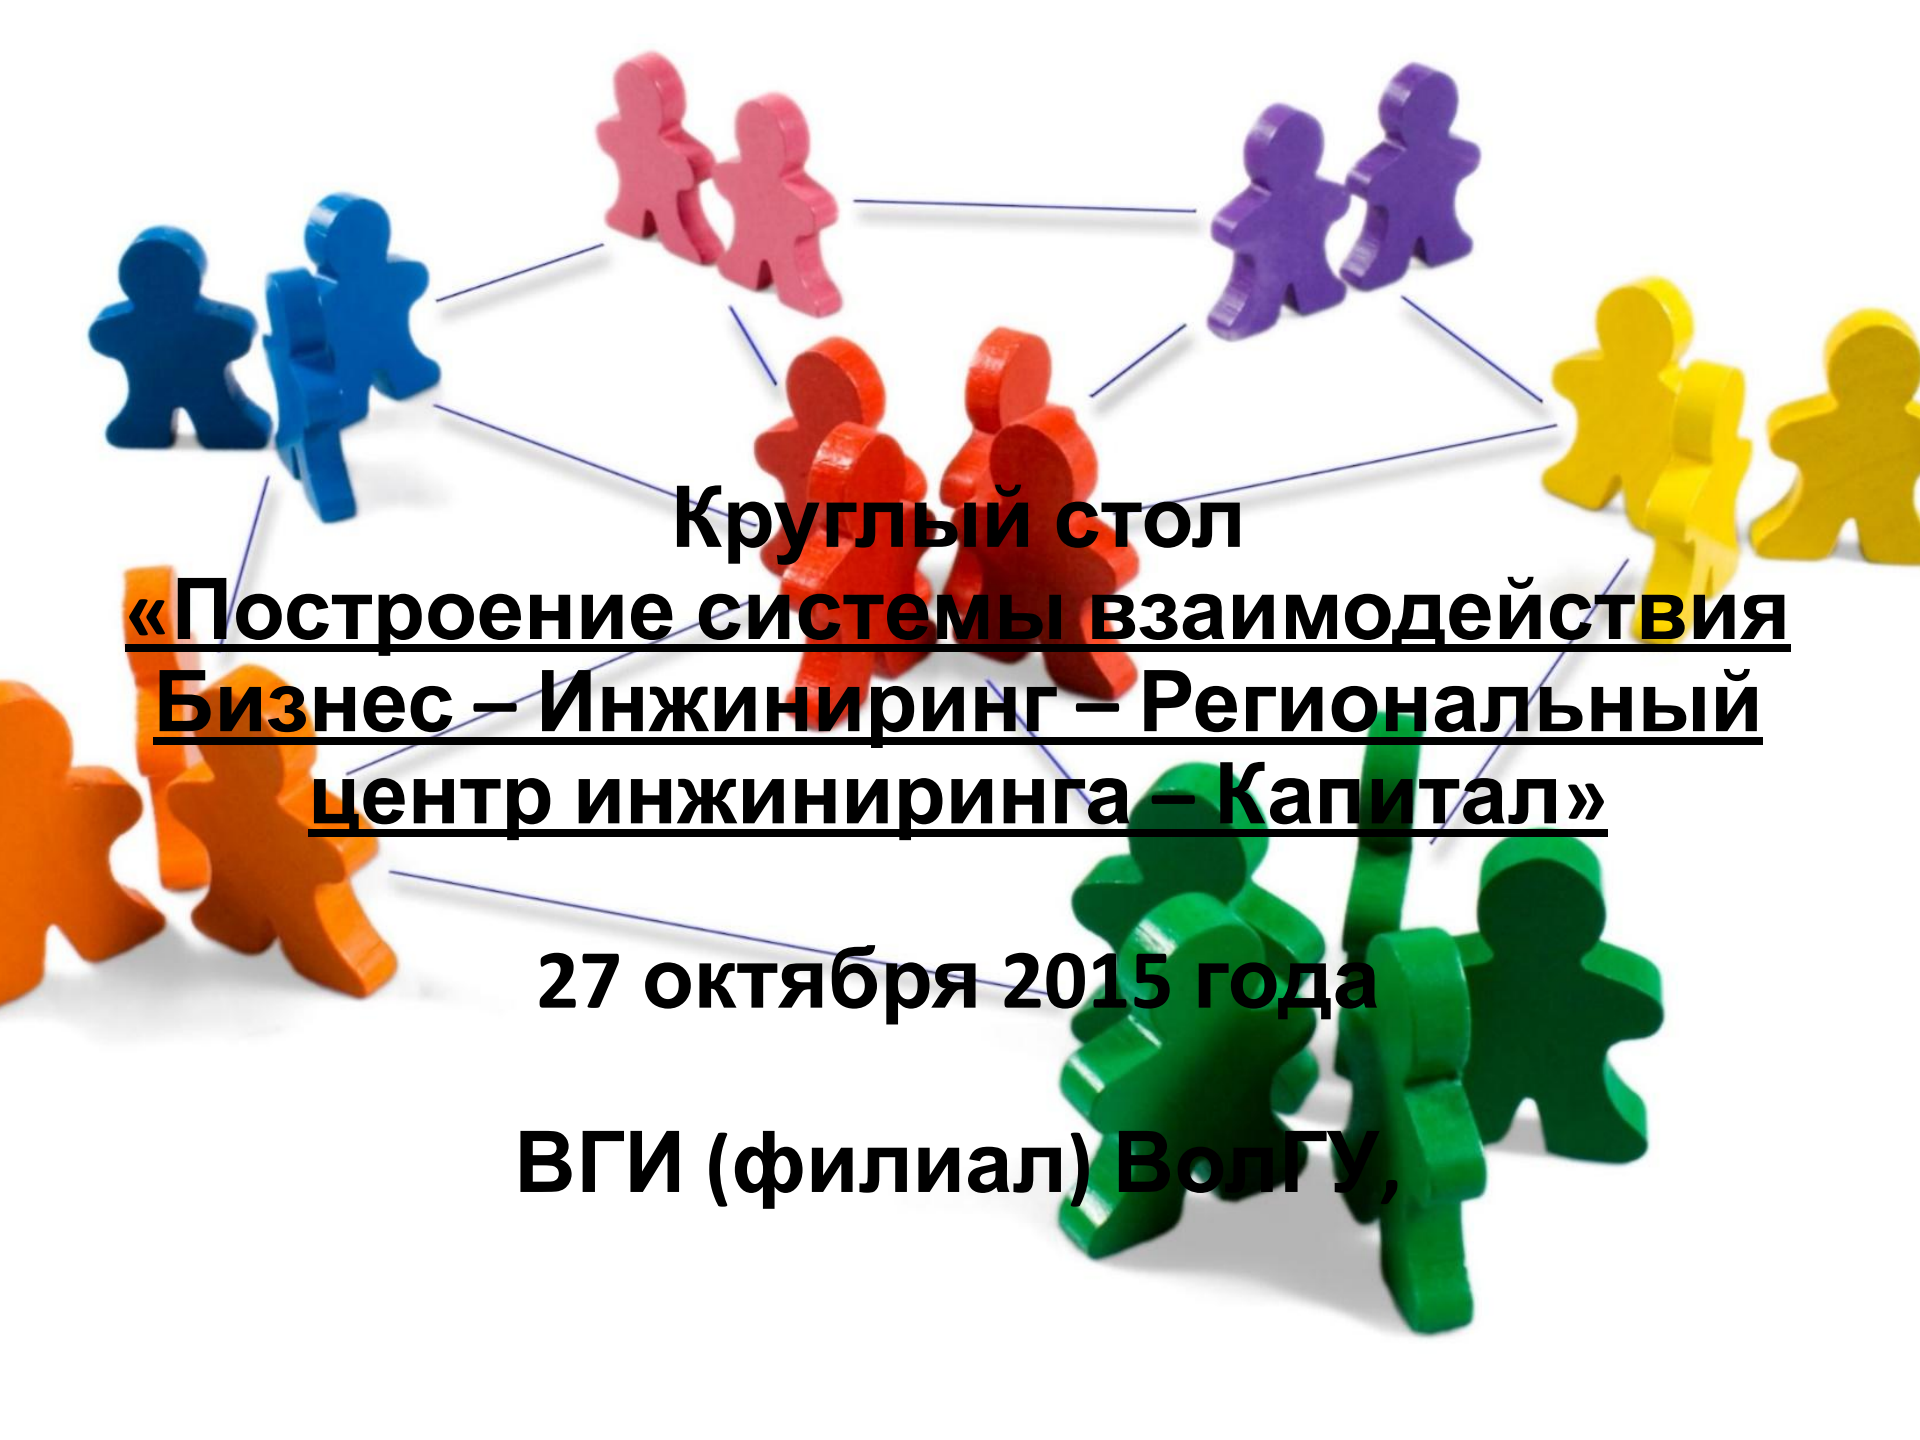 Круглый стол
«Построение системы взаимодействия
Бизнес – Инжиниринг – Региональный
центр инжиниринга – Капитал»
27 октября 2015 года
ВГИ (филиал) ВолГУ,